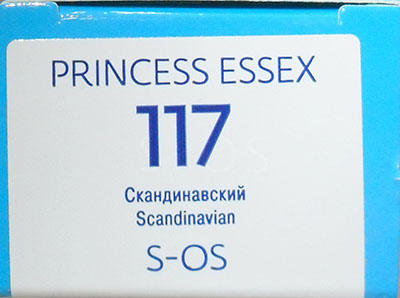 PRINCESS ESSEX
117
Скандинавский
Scandinavian
S-OS